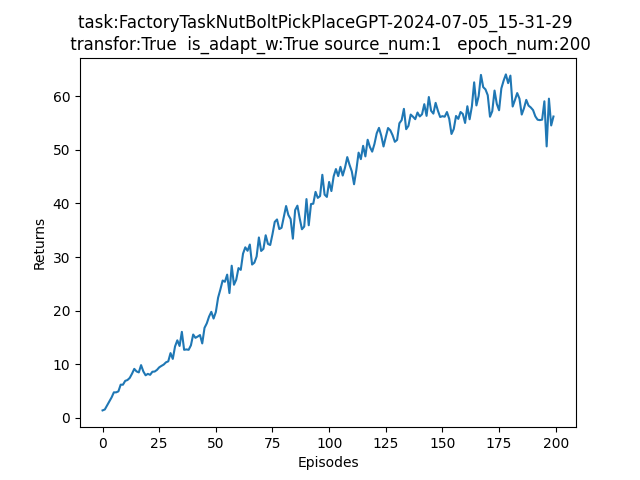 task:FactoryTaskNutBoltPickPlaceGPT-2024-07-05_15-31-29
transfor:True  is_adapt_w:True source_num:1   epoch_num:200
60
50
40
30
20
10
0
Returns
0 25 50 75 100 125 150 175 200
Episodes